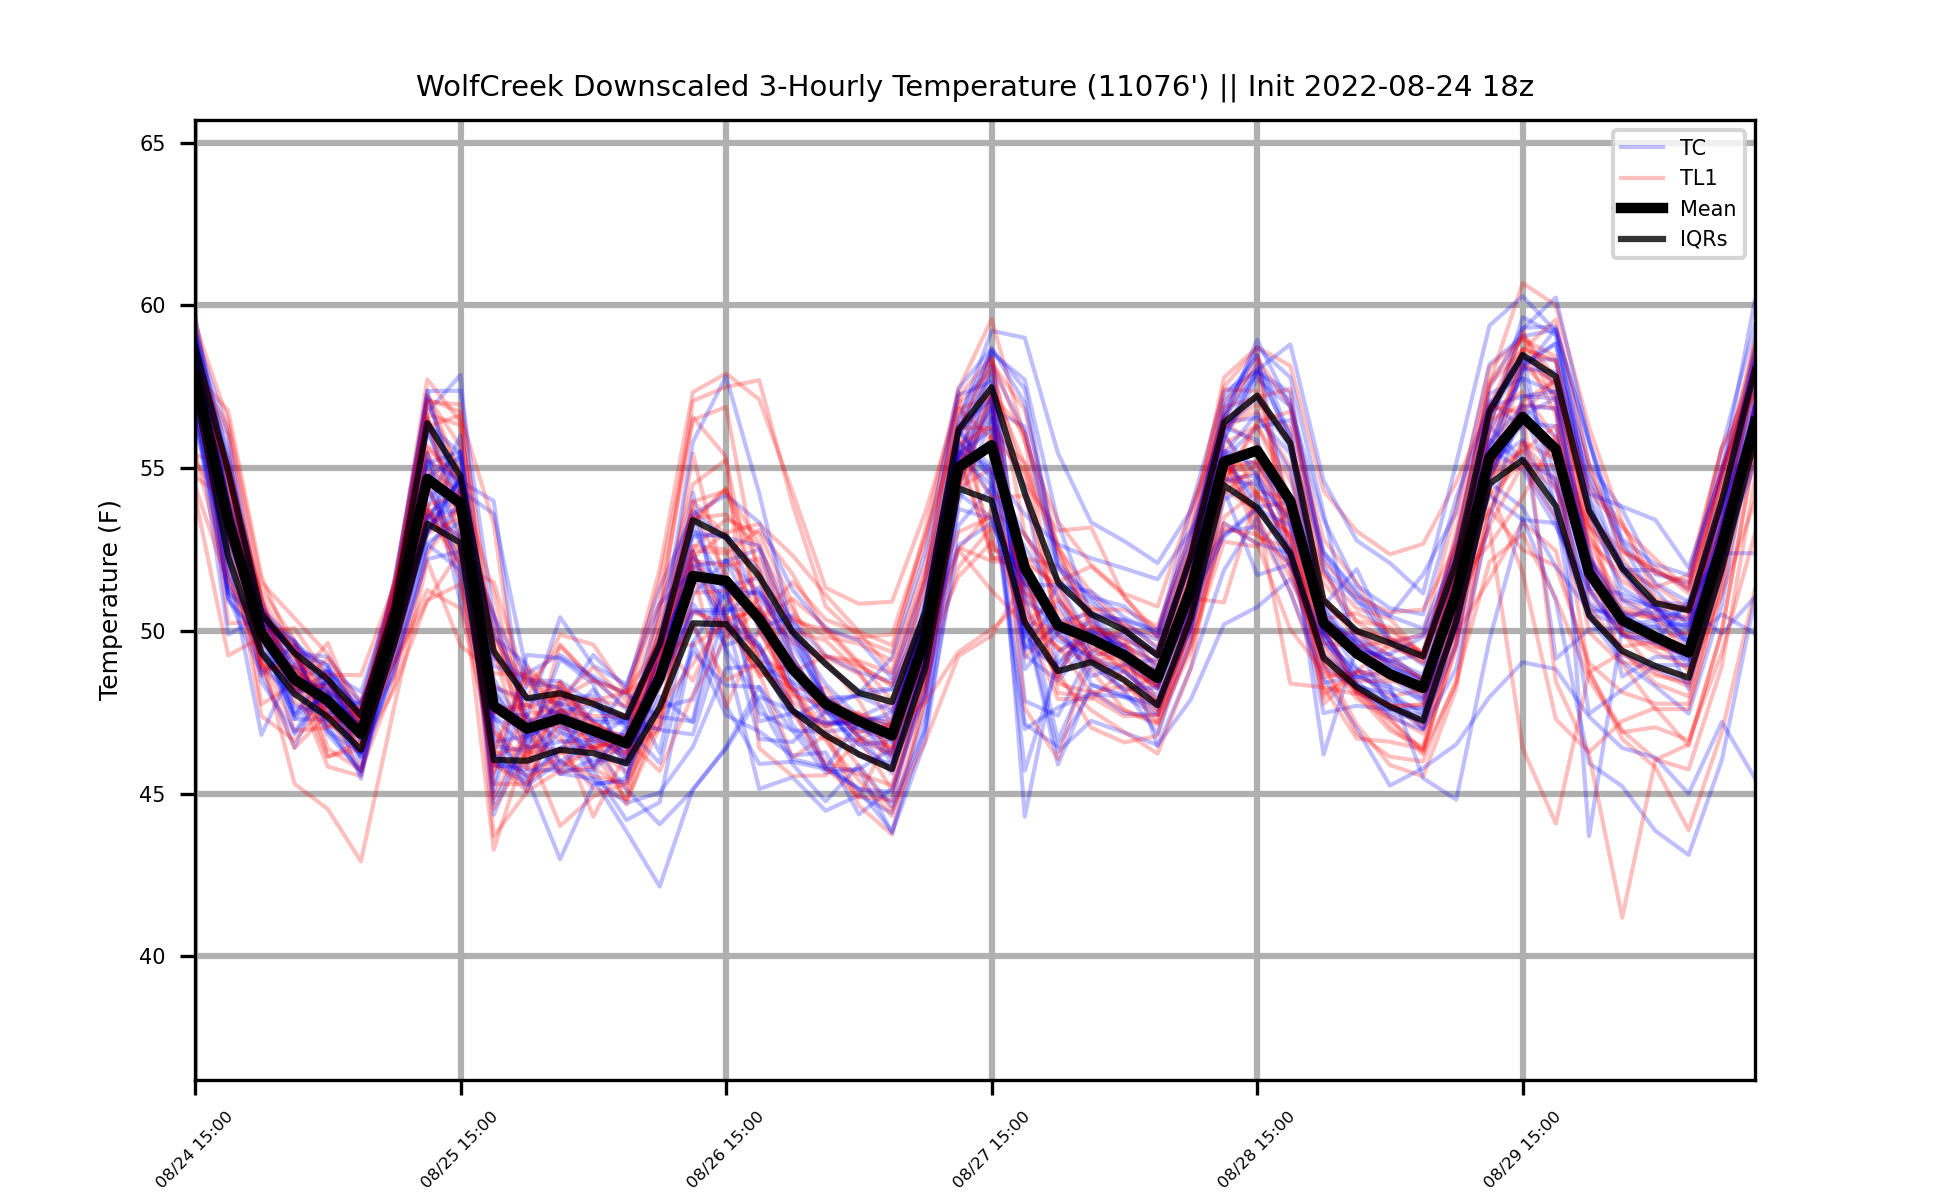 WolfCreek Downscaled 3-Hourly Temperature (11076') || Init 2022-08-24 18z
65
60
55
50
45
40
Temperature (F)
TC
TL1
Mean
IQRs
08/24 15:00
08/25 15:00
08/26 15:00
08/27 15:00
08/28 15:00
08/29 15:00